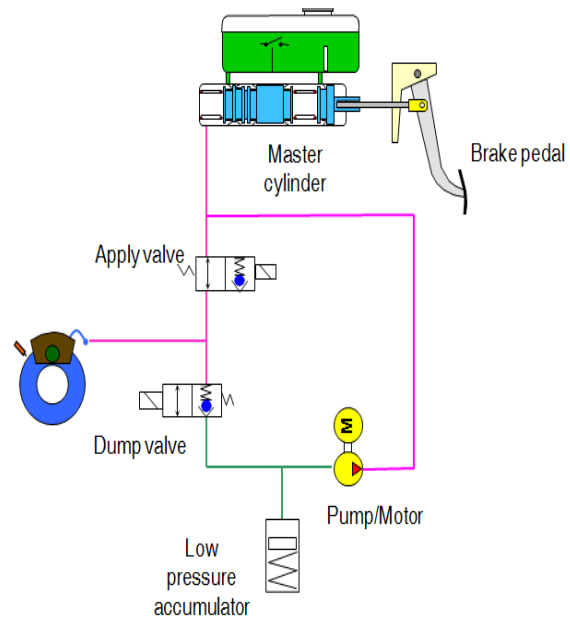 Master
cylinder
Brake pedal
Apply valve
Dump valve
M
Pump/Motor
Low
pressure
accumulator